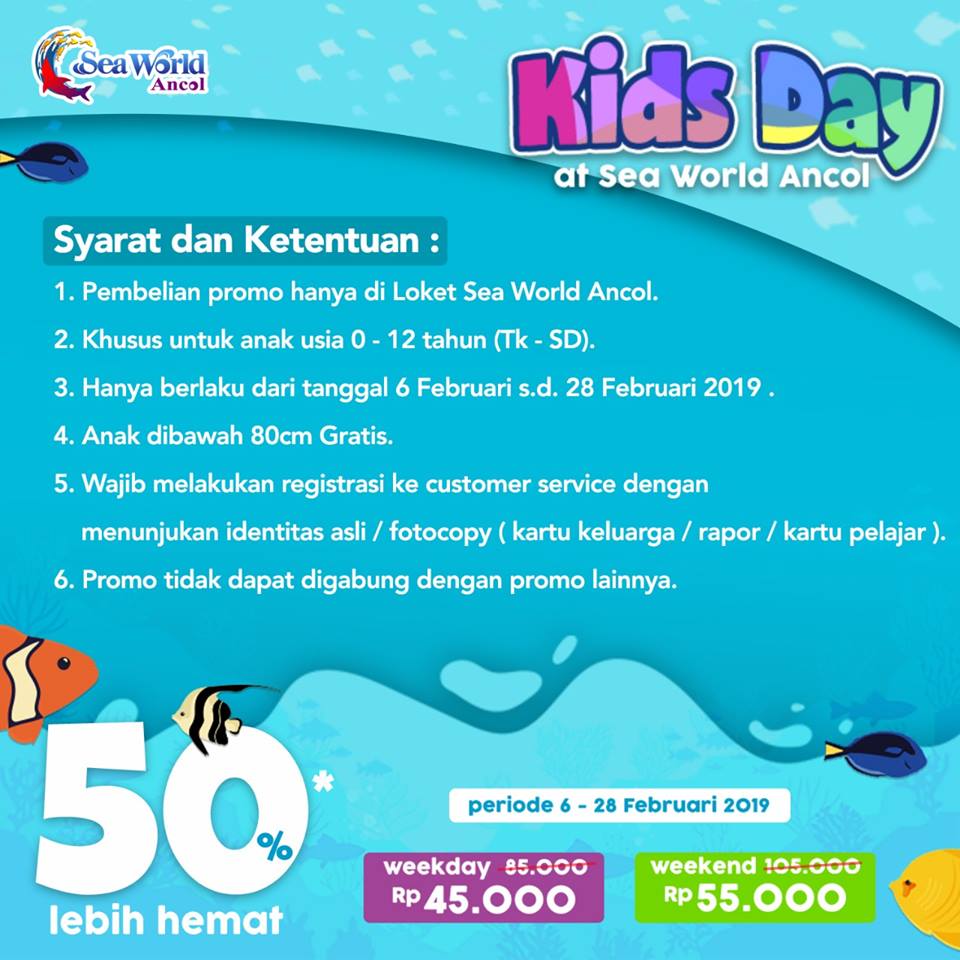 Sea World
Ancol
Kids Day
at Sea World Ancol
Syarat dan Ketentuan :
1. Pembelian promo hanya di Loket Sea World Ancol.
2. Khusus untuk anak usia 0 - 12 tahun (Tk - SD).
3. Hanya berlaku dari tanggal 6 Februari s.d. 28 Februari 2019 .
4. Anak dibawah 80cm Gratis.
5. Wajib melakukan registrasi ke customer service dengan
menunjukan identitas asli / fotocopy ( kartu keluarga / rapor / kartu pelajar ).
6. Promo tidak dapat digabung dengan promo lainnya.
50%*
lebih hemat
periode 6 - 28 Februari 2019
weekday 85.000
Rp 45.000
weekend 105.000
Rp 55.000